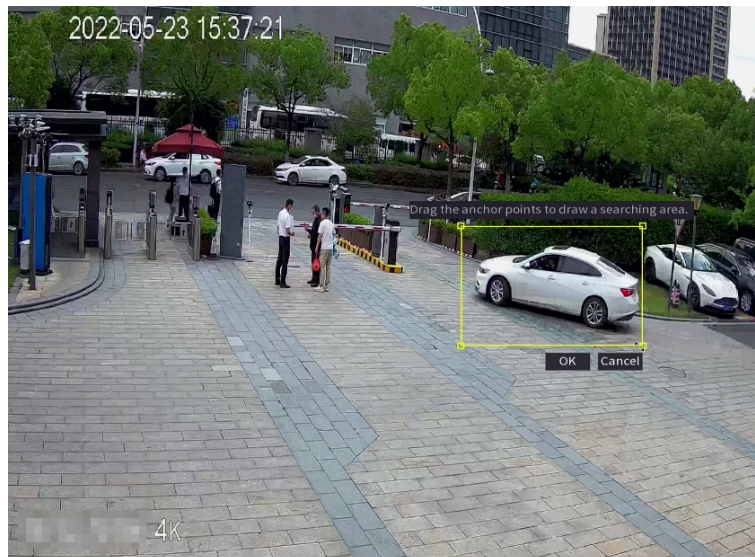 2022-05-23 15:37:21
Drag the anchor points to draw a searching area.
OK
Cancel
4K